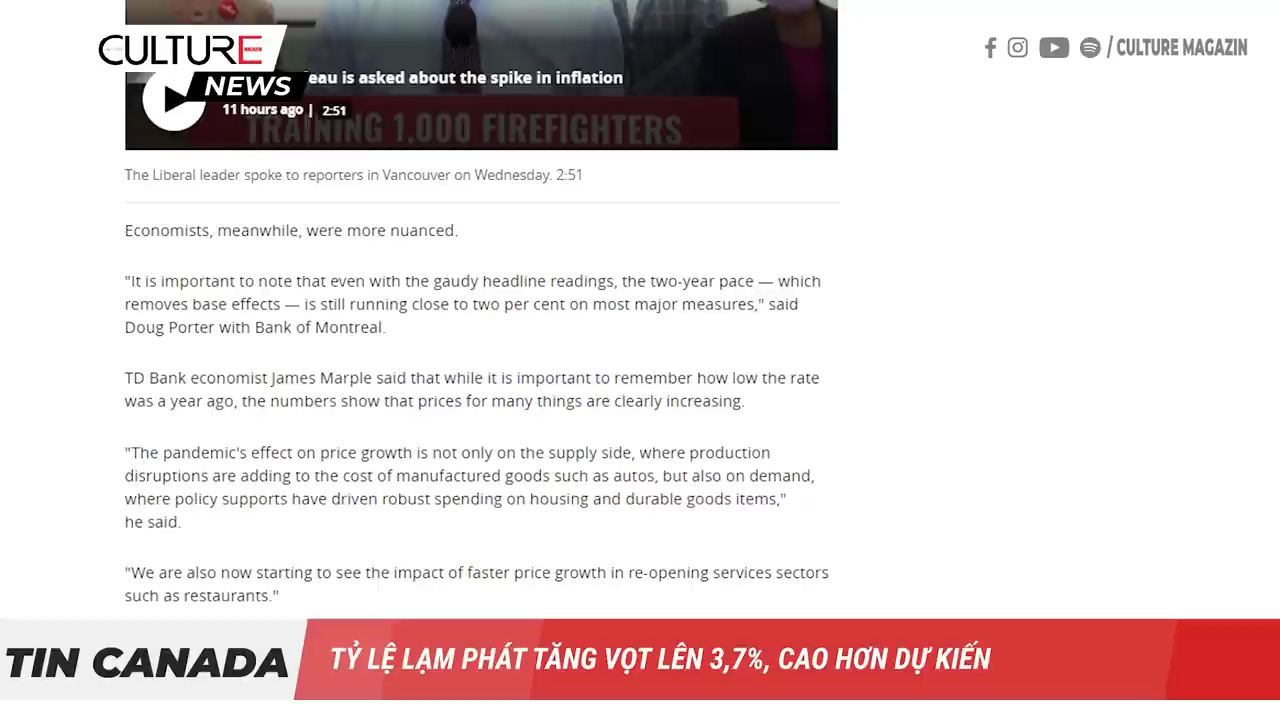 CULTURE
NEWS
/ CULTURE MAGAZIN
eau is asked about the spike in inflation
11 hours ago | 2:51
TRAINING 1,000 FIREFIGHTERS
The Liberal leader spoke to reporters in Vancouver on Wednesday. 2:51
Economists, meanwhile, were more nuanced.
"It is important to note that even with the gaudy headline readings, the two-year pace — which
removes base effects — is still running close to two per cent on most major measures," said
Doug Porter with Bank of Montreal.
TD Bank economist James Marple said that while it is important to remember how low the rate
was a year ago, the numbers show that prices for many things are clearly increasing.
"The pandemic's effect on price growth is not only on the supply side, where production
disruptions are adding to the cost of manufactured goods such as autos, but also on demand,
where policy supports have driven robust spending on housing and durable goods items,"
he said.
"We are also now starting to see the impact of faster price growth in re-opening services sectors
such as restaurants."
TIN CANADA
TỶ LỆ LẠM PHÁT TĂNG VỌT LÊN 3,7%, CAO HƠN DỰ KIẾN